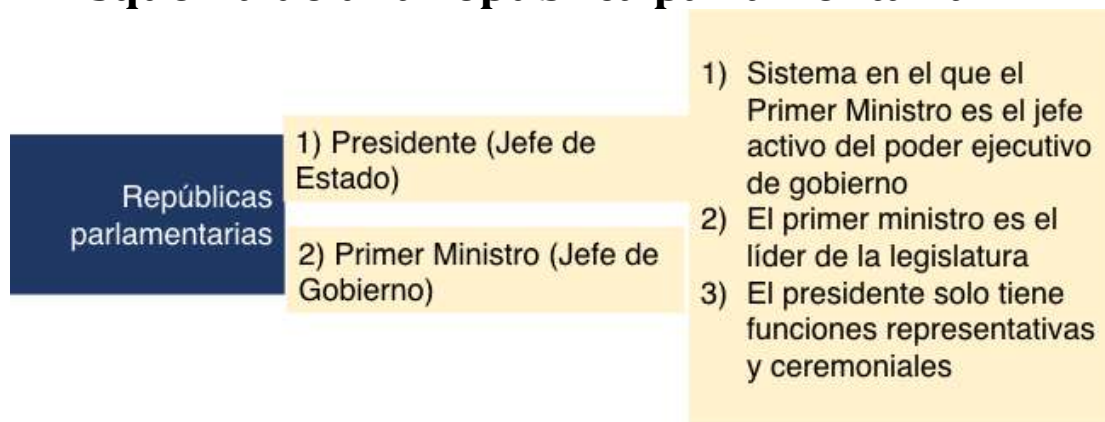 Repúblicas
parlamentarias
1) Presidente (Jefe de
Estado)
2) Primer Ministro (Jefe de
Gobierno)
1) Sistema en el que el
Primer Ministro es el jefe
activo del poder ejecutivo
de gobierno
2) El primer ministro es el
líder de la legislatura
3) El presidente solo tiene
funciones representativas
y ceremoniales